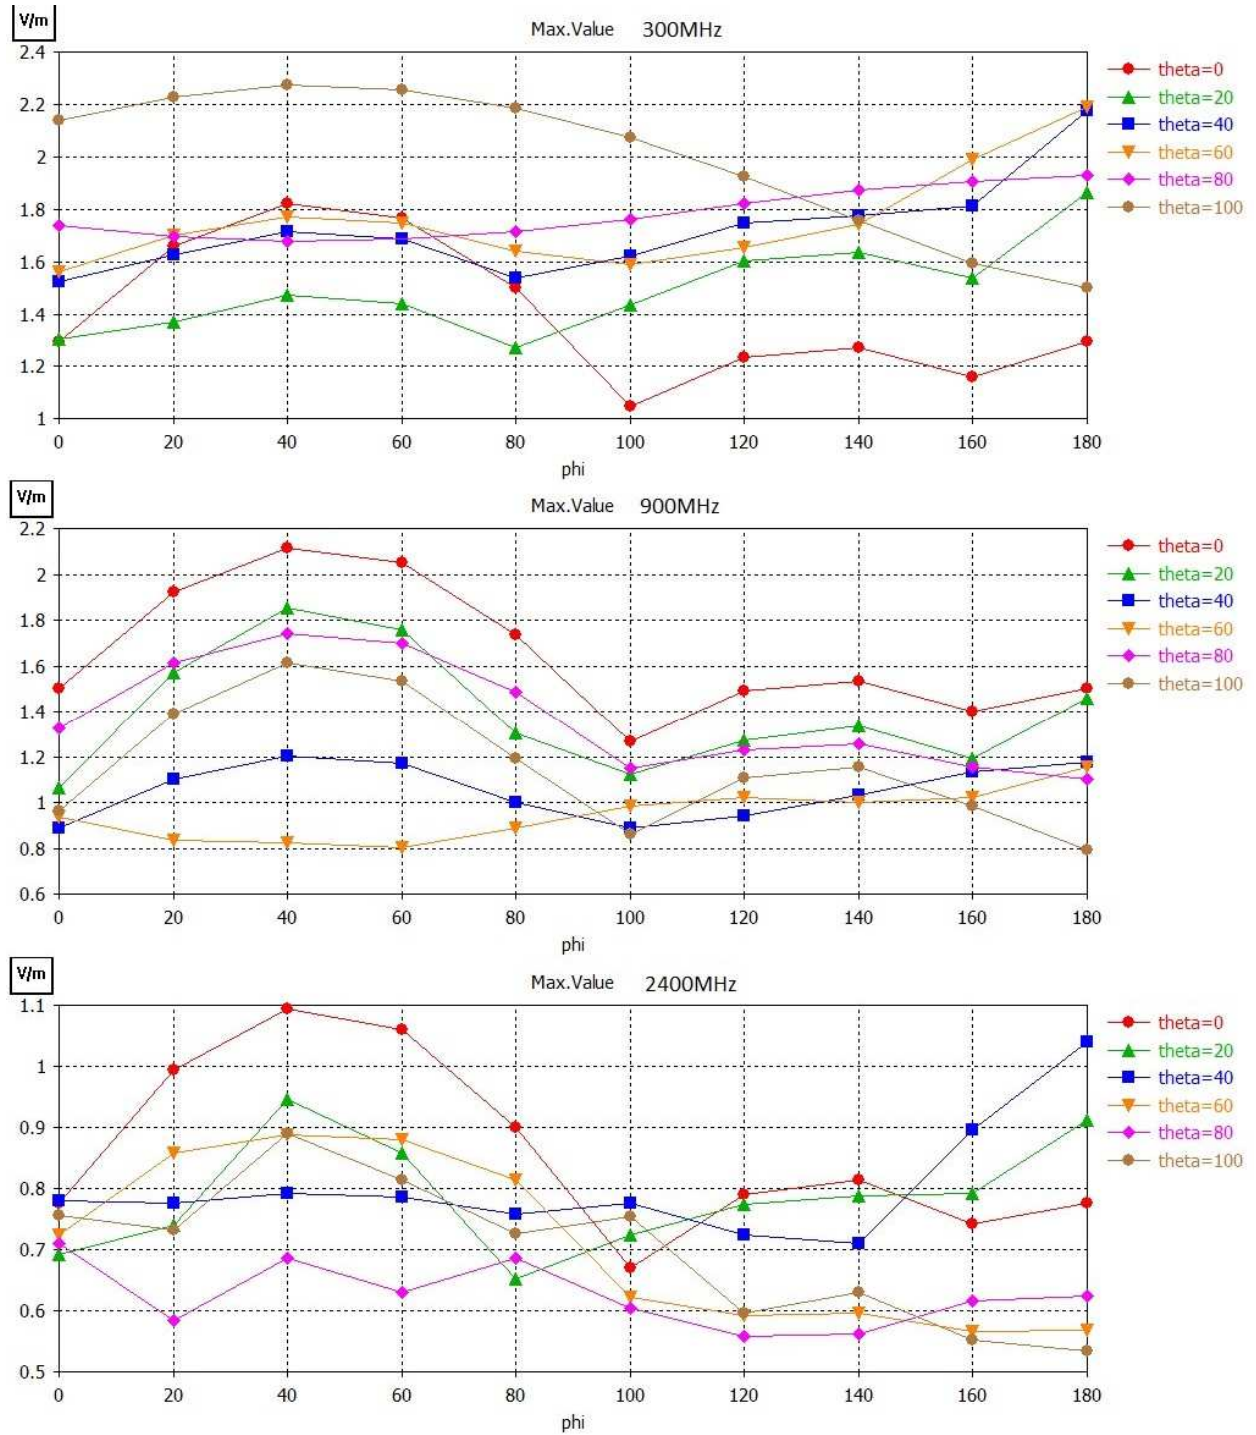 V/m
Max.Value 300MHz
2.4
2.2
2
1.8
1.6
1.4
1.2
1
0 20 40 60 80 100 120 140 160 180
phi
theta=0
theta=20
theta=40
theta=60
theta=80
theta=100
V/m
Max.Value 900MHz
2.2
2
1.8
1.6
1.4
1.2
1
0.8
0.6
0 20 40 60 80 100 120 140 160 180
phi
theta=0
theta=20
theta=40
theta=60
theta=80
theta=100
V/m
Max.Value 2400MHz
1.1
1
0.9
0.8
0.7
0.6
0.5
0 20 40 60 80 100 120 140 160 180
phi
theta=0
theta=20
theta=40
theta=60
theta=80
theta=100